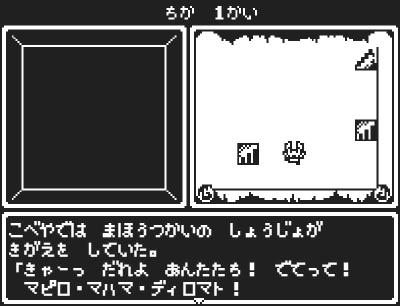 ちか　1かい
こべやでは　まほうつかいの　しょうじょが
きがえを　していた。
「きゃーっ　だれよ　あんたたち！　でてって！
マピロ・マハマ・ディロマト！